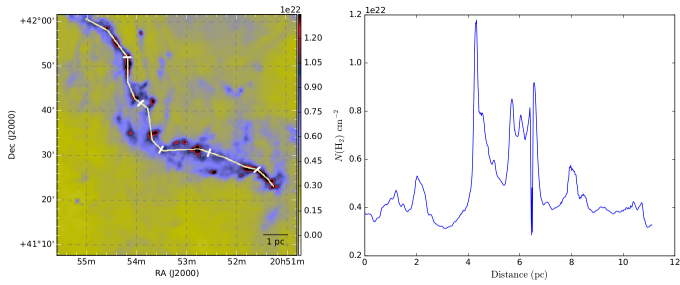 1e22
+42°00'
50'
40'
30'
20'
+41°10'
Dec (J2000)
55m
54m
53m
52m
20h51m
RA (J2000)
1 pc
1.20
1.05
0.90
0.75
0.60
0.45
0.30
0.15
0.00
1e22
1.2
1.0
0.8
0.6
0.4
0.2
N(H₂) cm⁻²
0
2
4
6
8
10
12
Distance (pc)